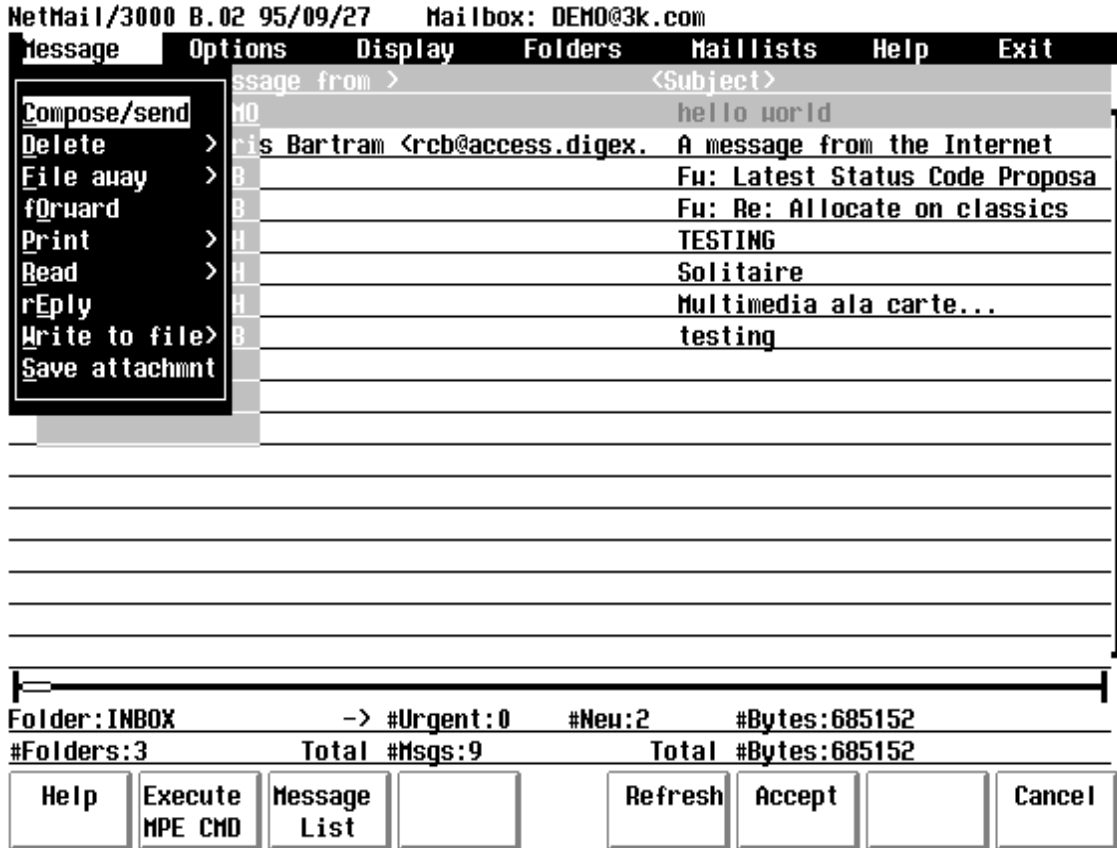 NetMail/3000 B.02 95/09/27 Mailbox: DEMO@3k.com
Message Options Display Folders Maillists Help Exit
ssage from > <Subject>
Compose/send MO hello world
Delete > ris Bartram <rcb@access.digex. A message from the Internet
File away > B Fw: Latest Status Code Proposa
fOrward B Fw: Re: Allocate on classics
Print > H TESTING
Read > H Solitaire
rEply H Multimedia ala carte...
Write to file> B testing
Save attachmnt
Folder:INBOX -> #Urgent:0 #New:2 #Bytes:685152
#Folders:3 Total #Msgs:9 Total #Bytes:685152
Help Execute MPE CMD Message List Refresh Accept Cancel